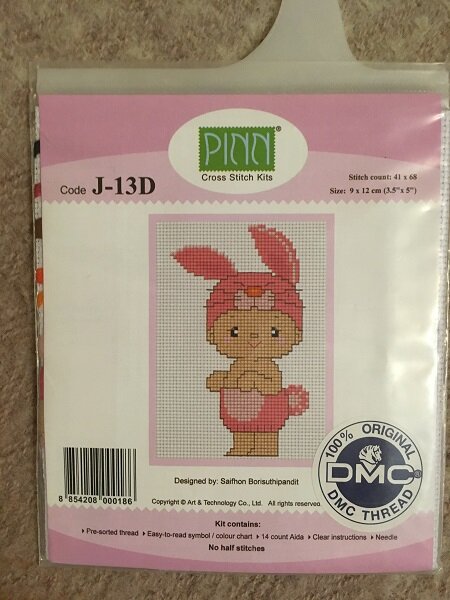 PINN®
Cross Stitch Kits
Code J-13D
Stitch count: 41 x 68
Size: 9 x 12 cm (3.5"x 5")
8 854208 000186
Designed by: Saifhon Borisuthipandit
Copyright © Art & Technology Co., Ltd. All rights reserved.
100% ORIGINAL
DMC®
DMC THREAD
Kit contains:
Pre-sorted thread Easy-to-read symbol / colour chart 14 count Aida Clear instructions Needle
No half stitches